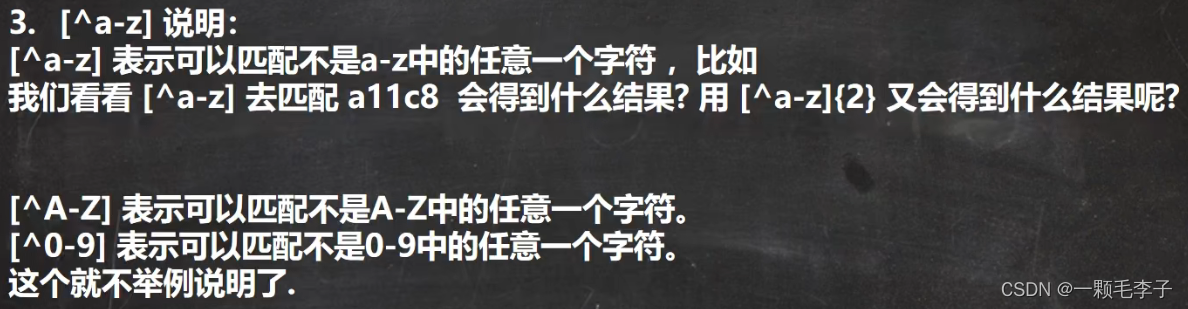 3. [^a-z] 说明：
[^a-z] 表示可以匹配不是a-z中的任意一个字符 ，比如
我们看看 [^a-z] 去匹配 a11c8 会得到什么结果? 用 [^a-z]{2} 又会得到什么结果呢?
[^A-Z] 表示可以匹配不是A-Z中的任意一个字符。
[^0-9] 表示可以匹配不是0-9中的任意一个字符。
这个就不举例说明了.
CSDN @一颗毛李子